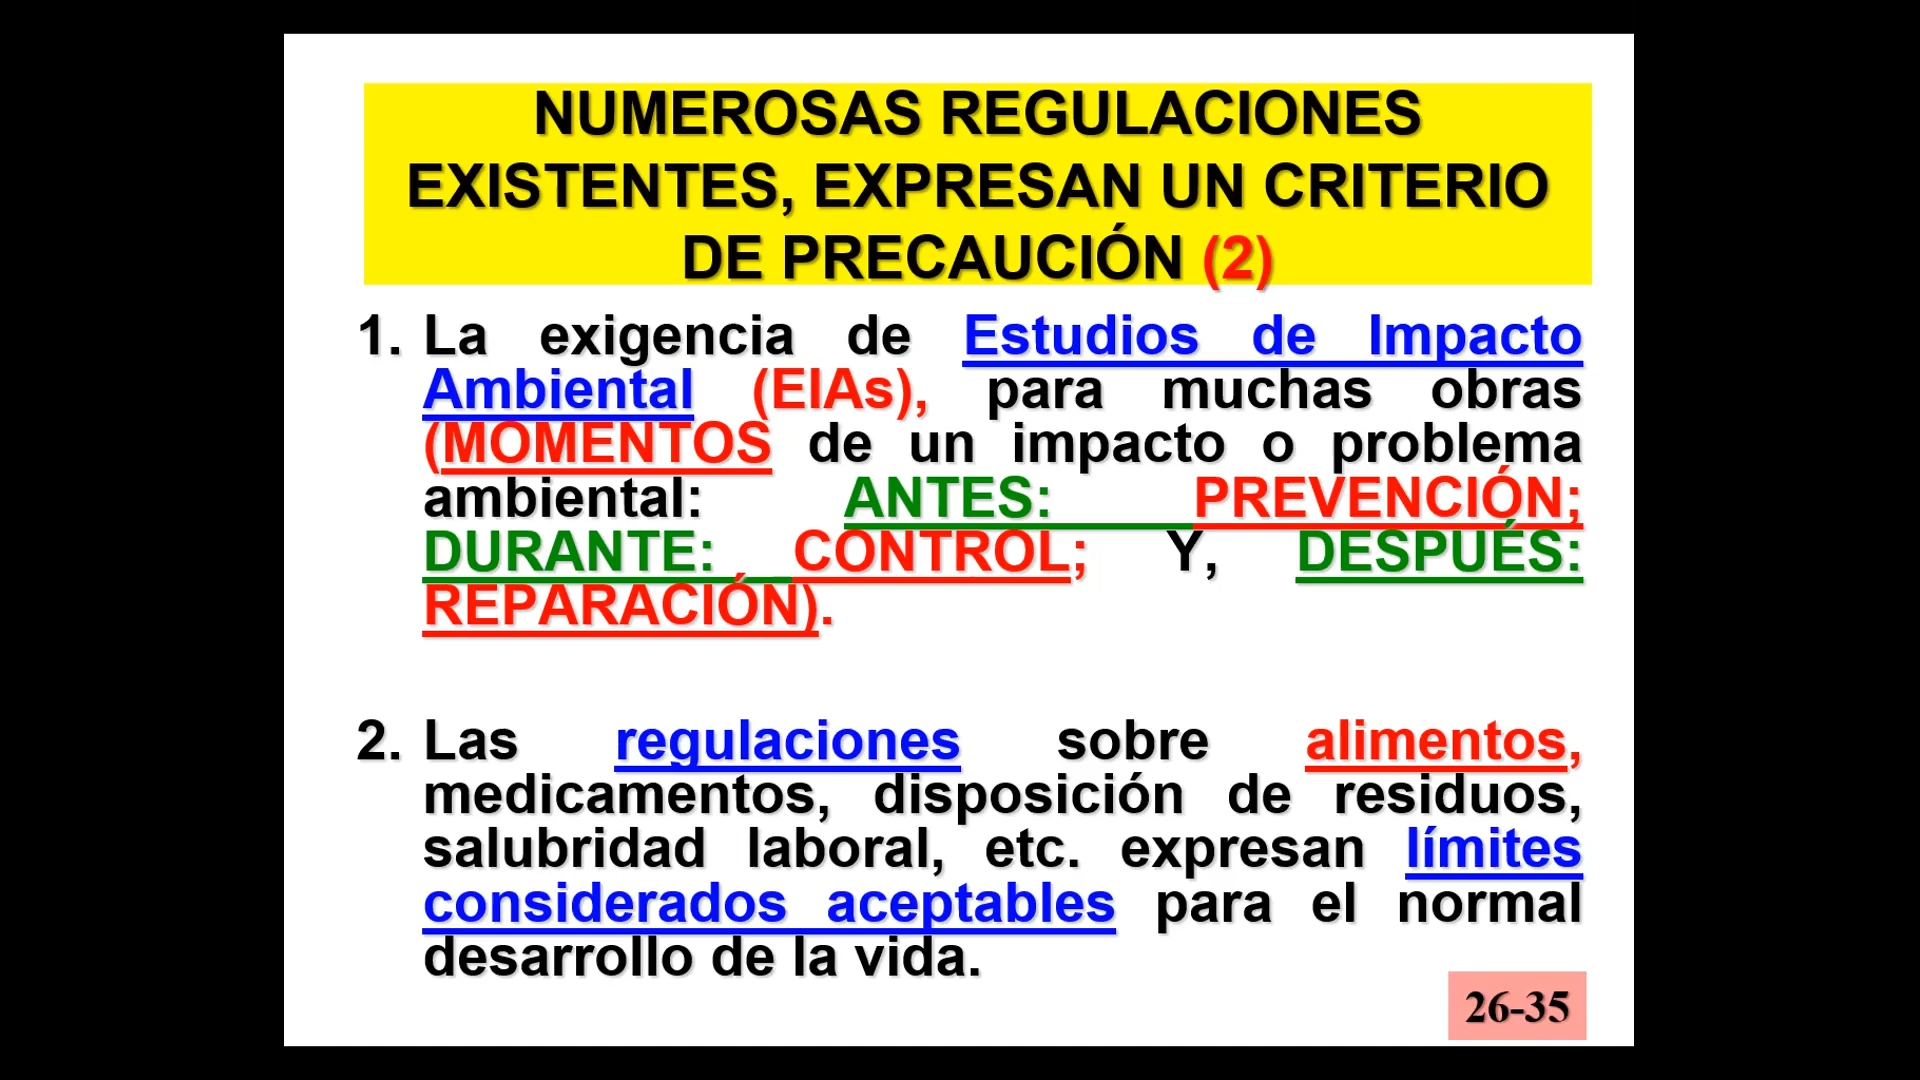 NUMEROSAS REGULACIONES
EXISTENTES, EXPRESAN UN CRITERIO
DE PRECAUCIÓN (2)
1. La exigencia de Estudios de Impacto
Ambiental (EIAs), para muchas obras
(MOMENTOS de un impacto o problema
ambiental: ANTES: PREVENCIÓN;
DURANTE: CONTROL; Y, DESPUÉS:
REPARACIÓN).
2. Las regulaciones sobre alimentos,
medicamentos, disposición de residuos,
salubridad laboral, etc. expresan límites
considerados aceptables para el normal
desarrollo de la vida.
26-35